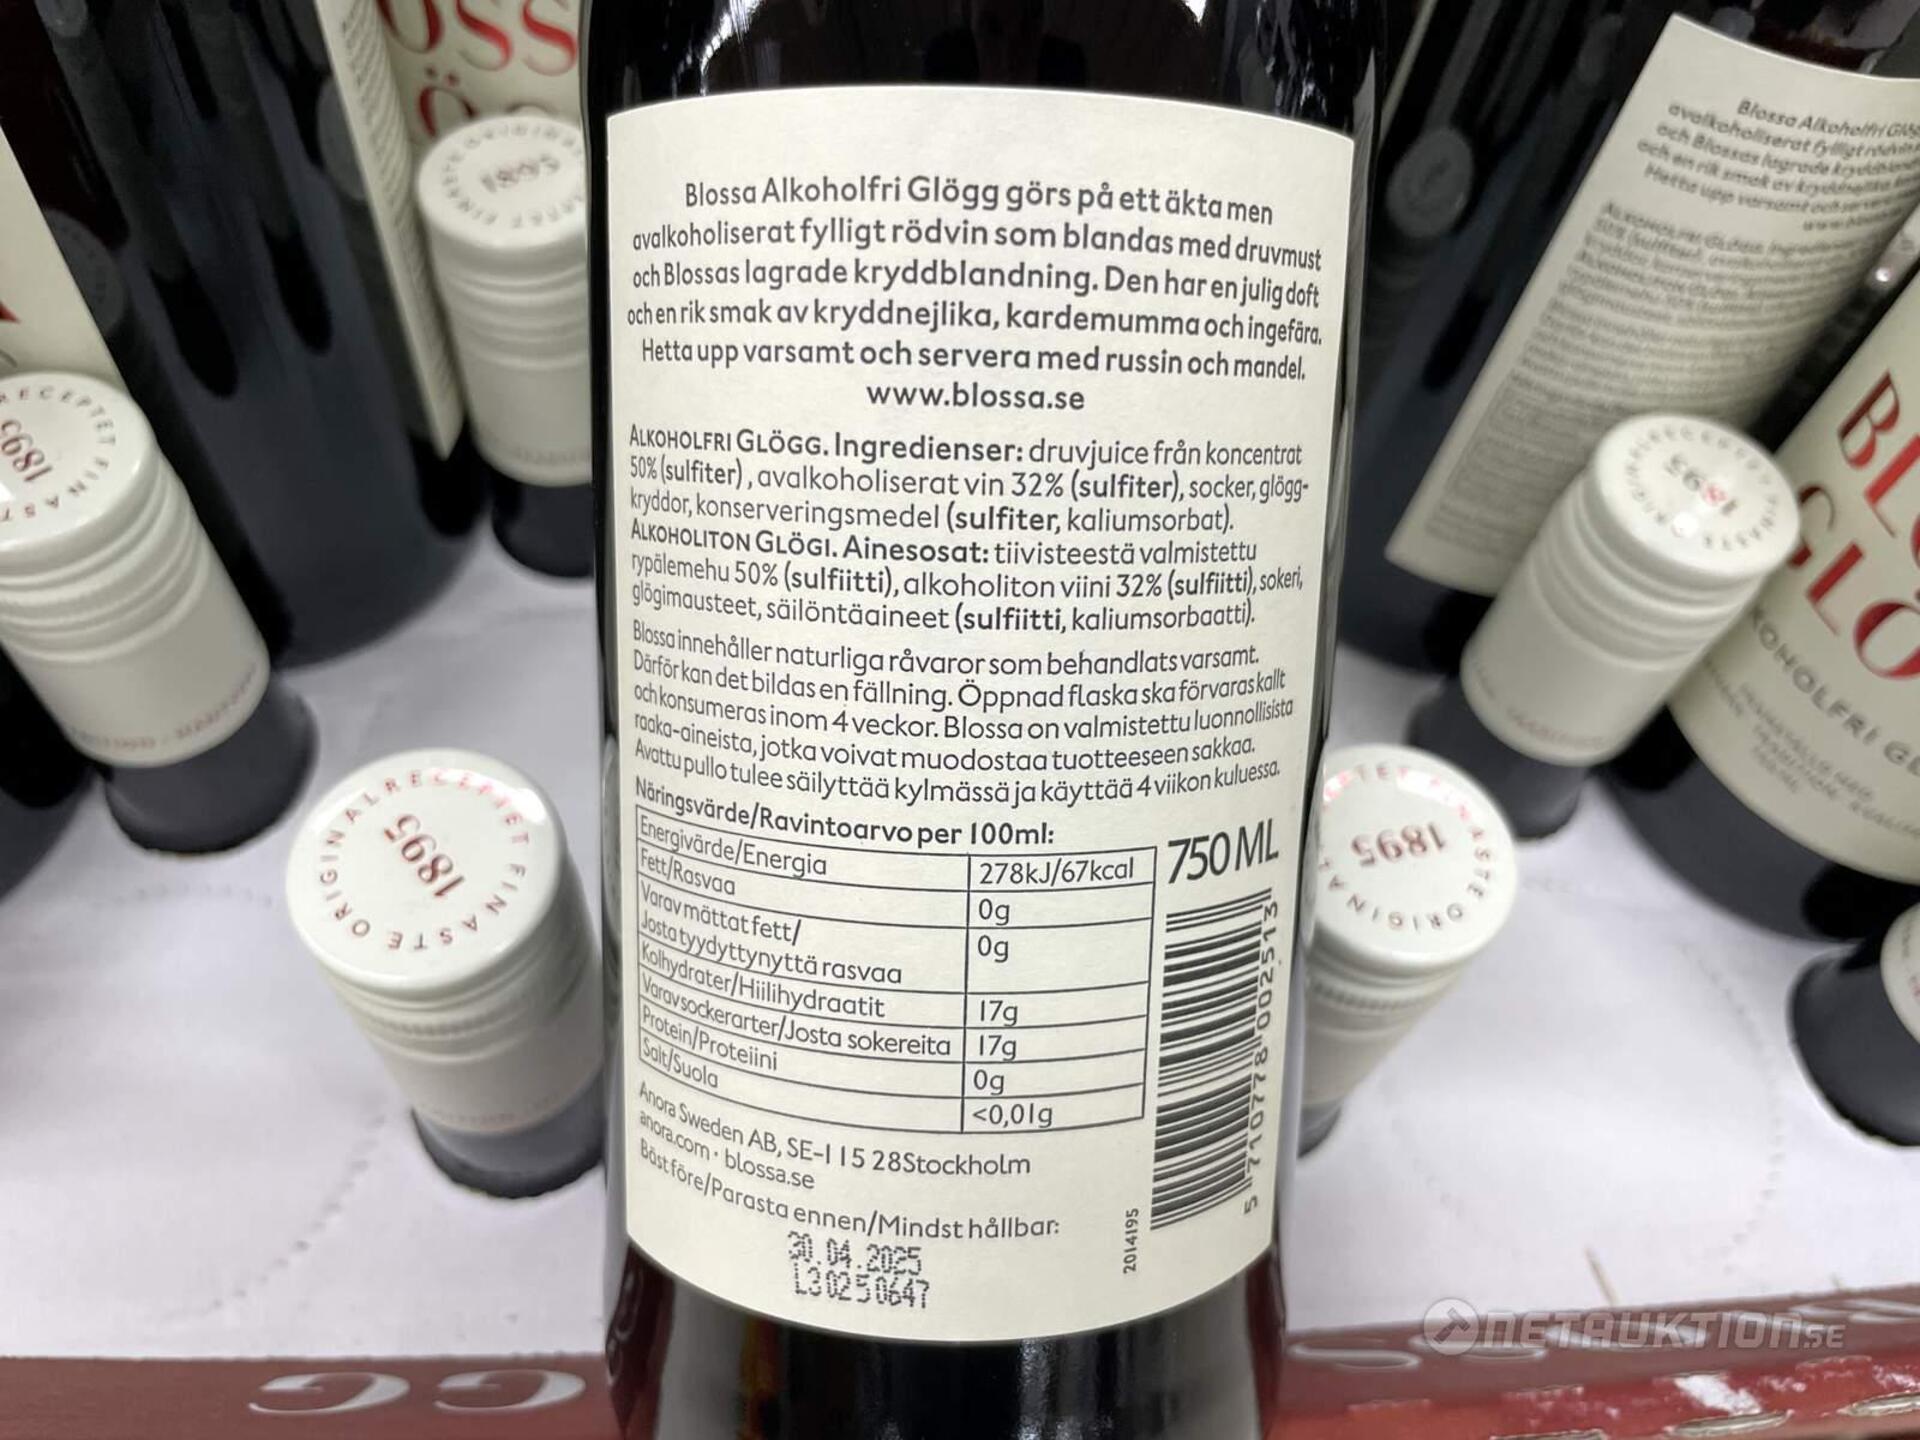 Blossa Alkoholfri Glögg görs på ett äkta men
avalkoholiserat fylligt rödvin som blandas med druvmust
och Blossas lagrade kryddblandning. Den har en julig doft
och en rik smak av kryddnejlika, kardemumma och ingefära.
Hetta upp varsamt och servera med russin och mandel.
www.blossa.se
ALKOHOLFRI GLÖGG. Ingredienser: druvjuice från koncentrat
50% (sulfiter), avalkoholiserat vin 32% (sulfiter), socker, glögg-
kryddor, konserveringsmedel (sulfiter, kaliumsorbat).
ALKOHOLITON GLÖGI. Ainesosat: tiivisteestä valmistettu
rypälemehu 50% (sulfiitti), alkoholiton viini 32% (sulfiitti), sokeri,
glögimausteet, säilöntäaineet (sulfiitti, kaliumsorbaatti).
Blossa innehåller naturliga råvaror som behandlats varsamt.
Därför kan det bildas en fällning. Öppnad flaska ska förvaras kallt
och konsumeras inom 4 veckor. Blossa on valmistettu luonnollisista
raaka-aineista, jotka voivat muodostaa tuotteeseen sakkaa.
Avattu pullo tulee säilyttää kylmässä ja käyttää 4 viikon kuluessa.
Näringsvärde/Ravintoarvo per 100ml:
Energivärde/Energia 278kJ/67kcal
Fett/Rasvaa 0g
Varav mättat fett/
Josta tyydyttynyttä rasvaa 0g
Kolhydrater/Hiilihydraatit 17g
Varav sockerarter/Josta sokereita 17g
Protein/Proteiini 0g
Salt/Suola <0,01g
750 ML
5 710778 002513
Anora Sweden AB, SE-115 28 Stockholm
anora.com · blossa.se
Bäst före/Parasta ennen/Mindst hållbar:
30.04.2025
L3025 0647
2014195
1895
1895
ORIGINALRECEPTET FINASTE
1895
1895
1895
Blossa Alkoholfri
NETAUKTION.SE